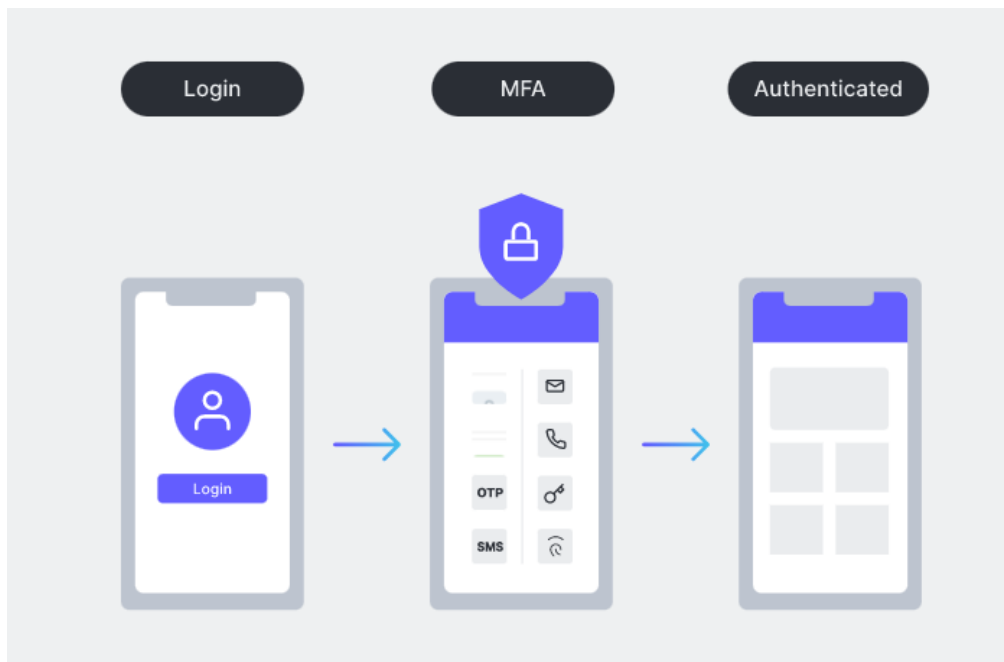 Login
MFA
Authenticated
Login
OTP
SMS